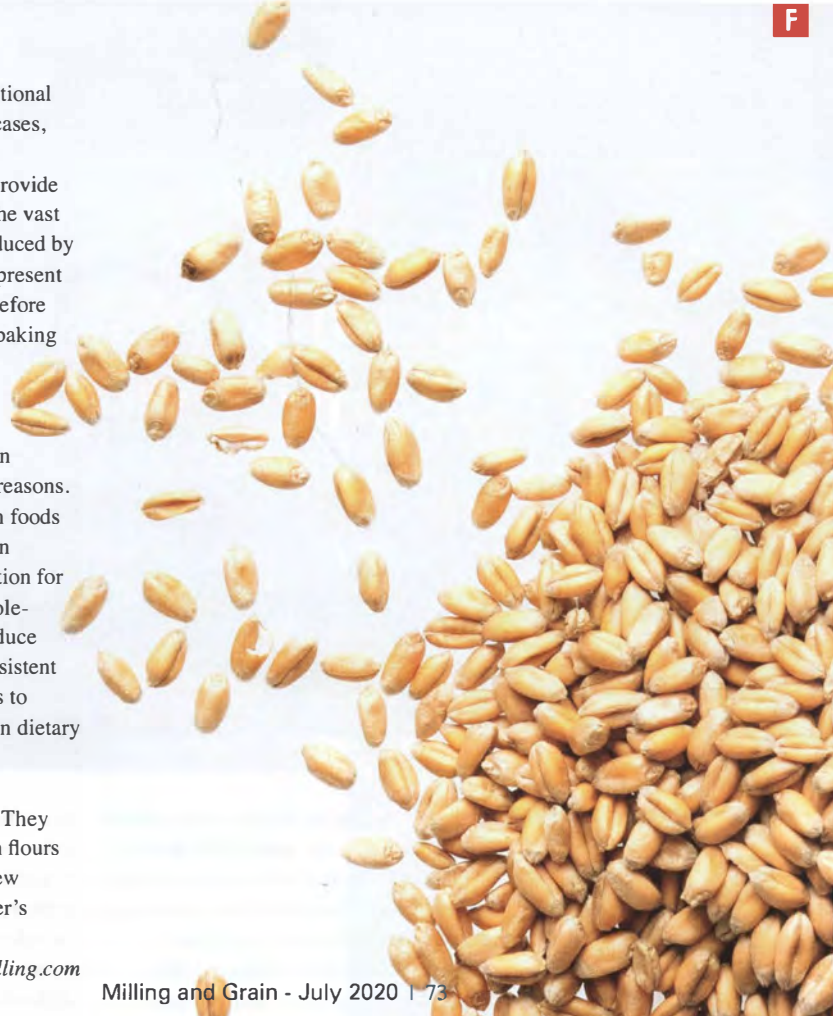 F
tional
cases,
rovide
he vast
duced by
present
efore
baking
n
reasons.
n foods
n
tion for
ole-
duce
sistent
s to
n dietary
They
n flours
ew
er's
lling.com
Milling and Grain - July 2020 | 73